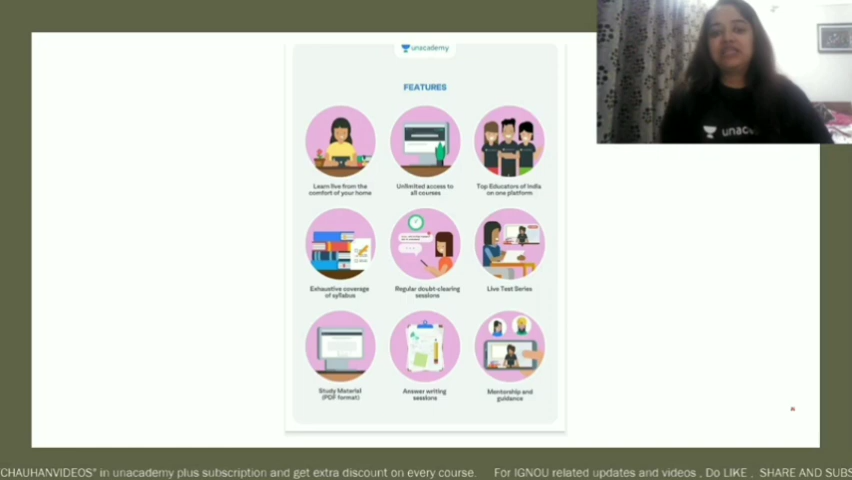 unacademy
FEATURES
Learn live from the
comfort of your home
Unlimited access to
all courses
Top Educators of India
on one platform
Exhaustive coverage
of syllabus
Regular doubt-clearing
sessions
Live Test Series
Study Material
(PDF format)
Answer writing
sessions
Mentorship and
guidance
unac
CHAUHANVIDEOS" in unacademy plus subscription and get extra discount on every course. For IGNOU related updates and videos , Do LIKE , SHARE AND SUBS